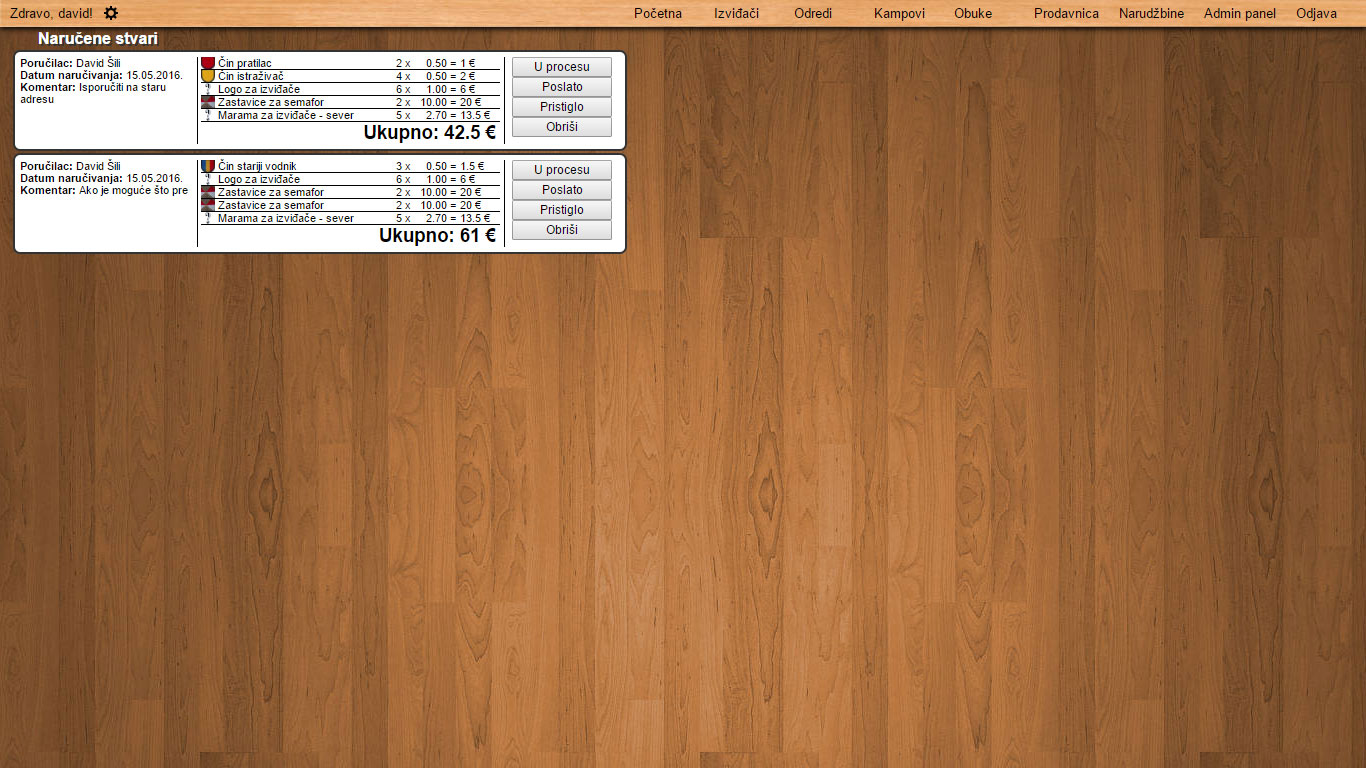 Zdravo, david! Početna Izviđači Odredi Kampovi Obuke Prodavnica Narudžbine Admin panel Odjava
Naručene stvari
Poručilac: David Šili
Datum naručivanja: 15.05.2016.
Komentar: Isporučiti na staru
adresu
Čin pratilac 2 x 0.50 = 1 €
Čin istraživač 4 x 0.50 = 2 €
Logo za izviđače 6 x 1.00 = 6 €
Zastavice za semafor 2 x 10.00 = 20 €
Marama za izviđače - sever 5 x 2.70 = 13.5 €
Ukupno: 42.5 €
U procesu
Poslato
Pristiglo
Obriši
Poručilac: David Šili
Datum naručivanja: 15.05.2016.
Komentar: Ako je moguće što pre
Čin stariji vodnik 3 x 0.50 = 1.5 €
Logo za izviđače 6 x 1.00 = 6 €
Zastavice za semafor 2 x 10.00 = 20 €
Zastavice za semafor 2 x 10.00 = 20 €
Marama za izviđače - sever 5 x 2.70 = 13.5 €
Ukupno: 61 €
U procesu
Poslato
Pristiglo
Obriši